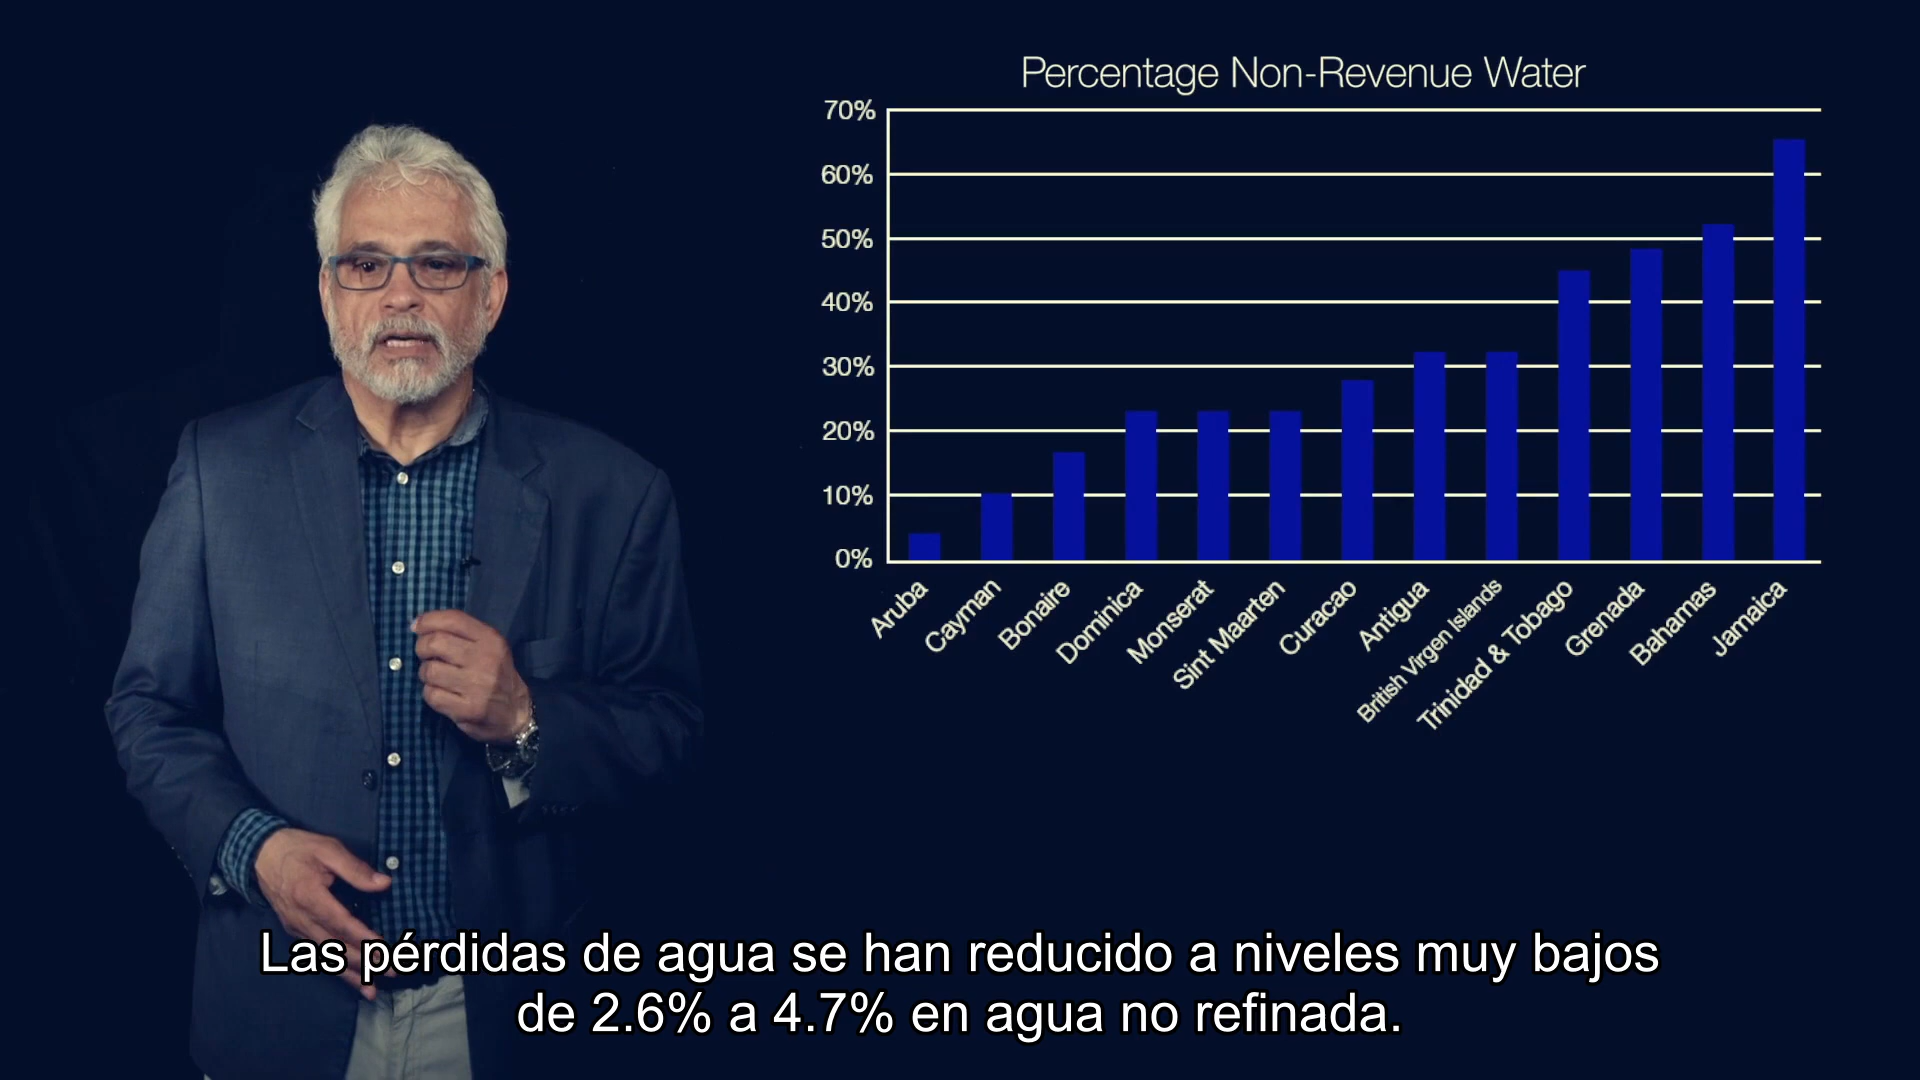 Percentage Non-Revenue Water
70%
60%
50%
40%
30%
20%
10%
0%
Aruba
Cayman
Bonaire
Dominica
Monserat
Sint Maarten
Curacao
Antigua
British Virgen Islands
Trinidad & Tobago
Grenada
Bahamas
Jamaica
Las pérdidas de agua se han reducido a niveles muy bajos
de 2.6% a 4.7% en agua no refinada.